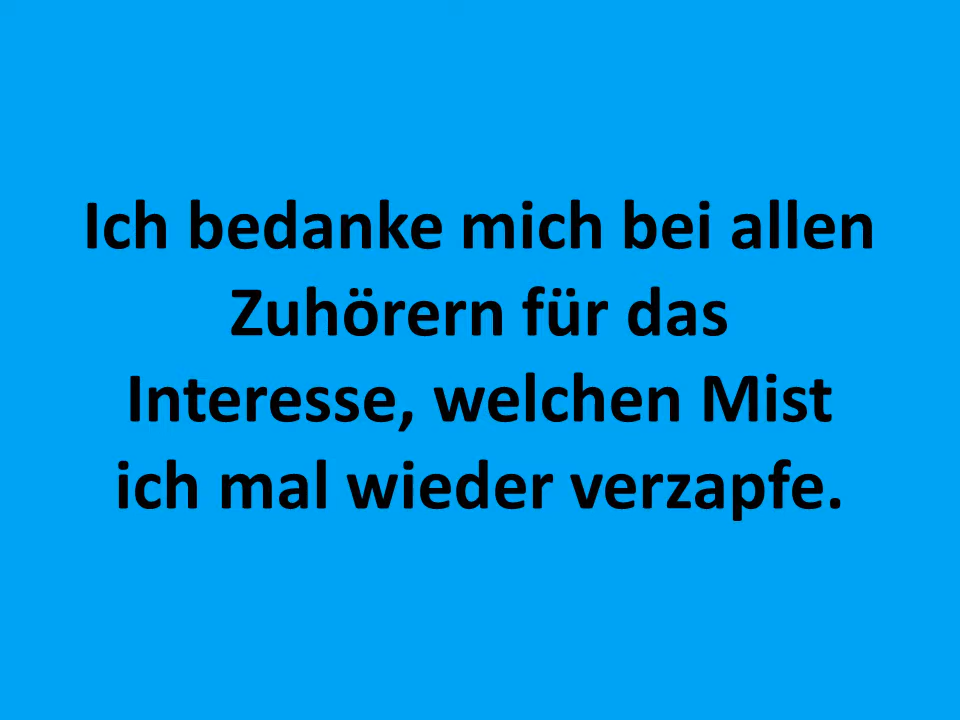 Ich bedanke mich bei allen
Zuhörern für das
Interesse, welchen Mist
ich mal wieder verzapfe.